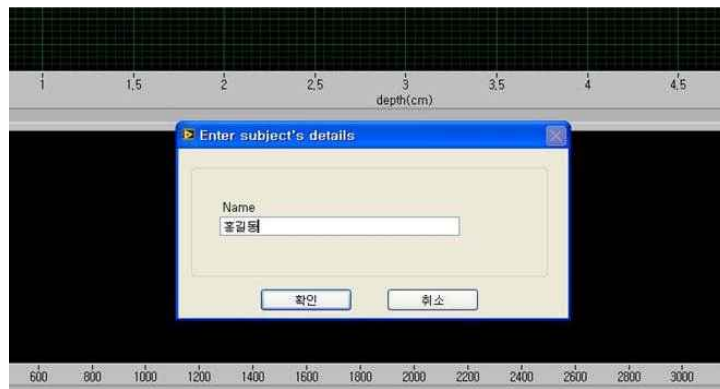 1 1,5 2 2,5 3 3,5 4 4,5
depth(cm)
Enter subject's details
Name
홍길동
확인 취소
600 800 1000 1200 1400 1600 1800 2000 2200 2400 2600 2800 3000